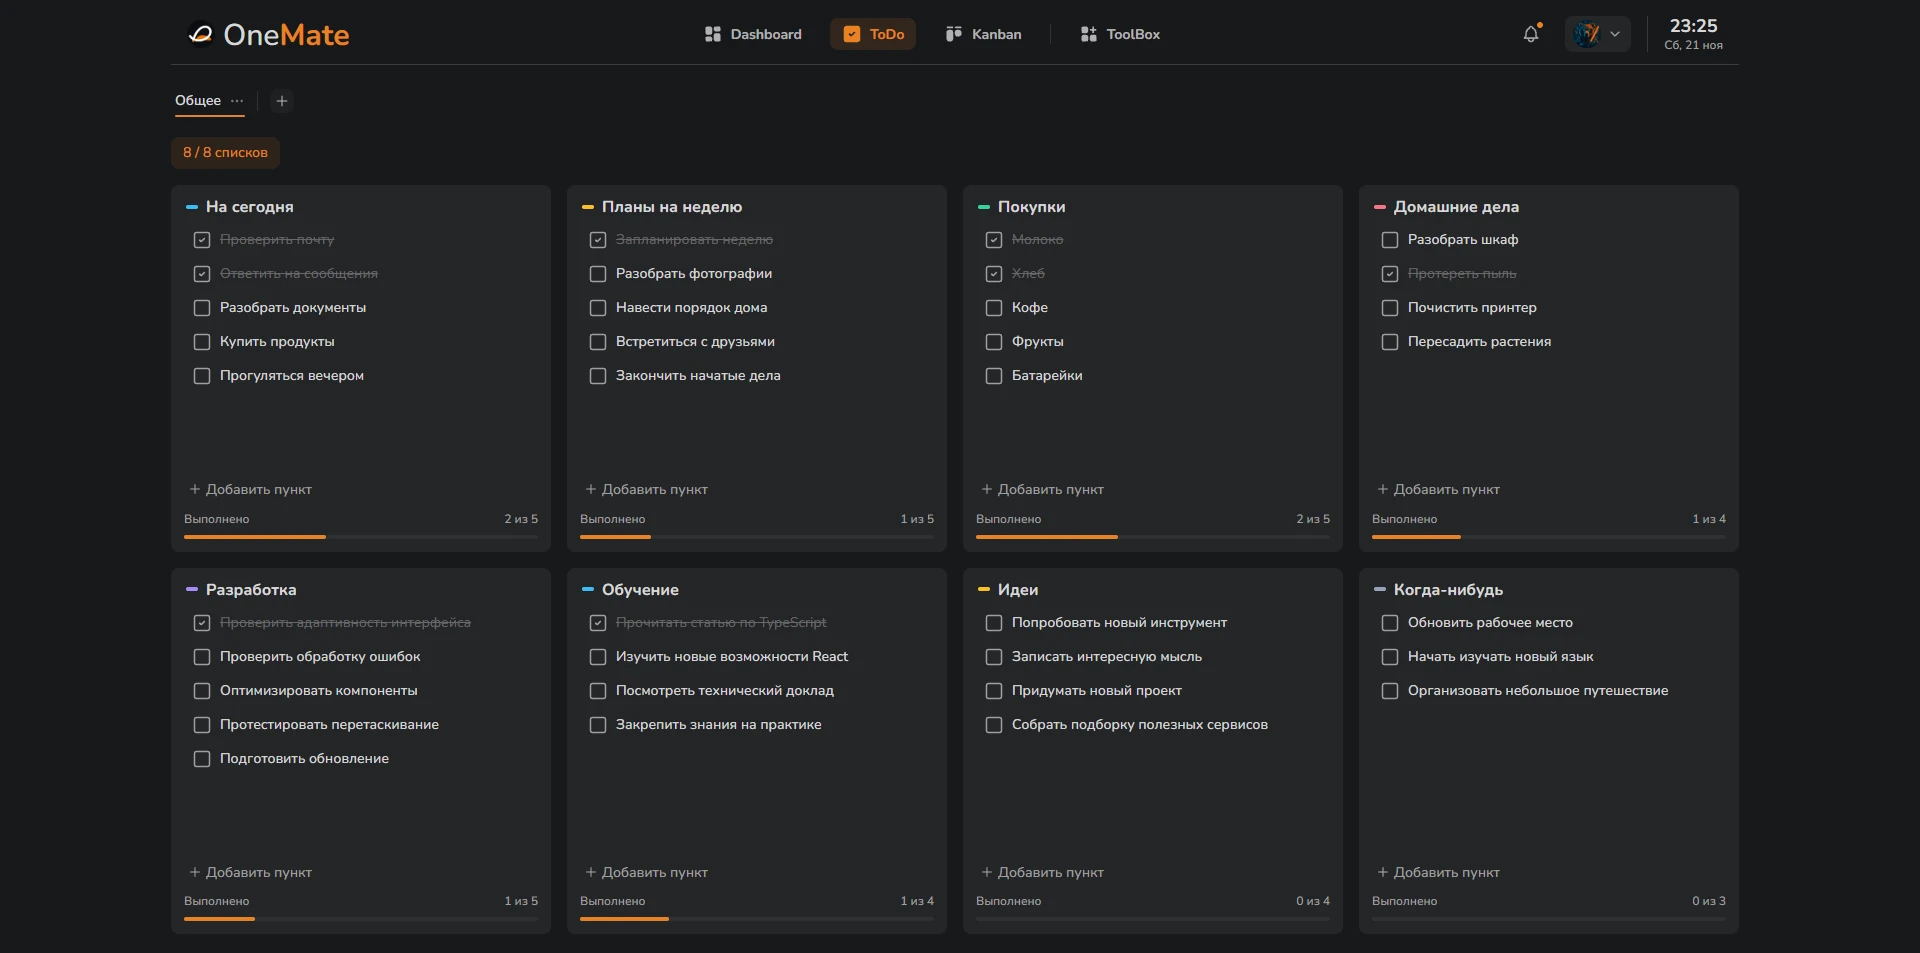 OneMate
Dashboard
ToDo
Kanban
ToolBox
23:25
Сб, 21 ноя
Общее
8 / 8 списков
На сегодня
Проверить почту
Ответить на сообщения
Разобрать документы
Купить продукты
Прогуляться вечером
+ Добавить пункт
Выполнено 2 из 5
Планы на неделю
Запланировать неделю
Разобрать фотографии
Навести порядок дома
Встретиться с друзьями
Закончить начатые дела
+ Добавить пункт
Выполнено 1 из 5
Покупки
Молоко
Хлеб
Кофе
Фрукты
Батарейки
+ Добавить пункт
Выполнено 2 из 5
Домашние дела
Разобрать шкаф
Протереть пыль
Почистить принтер
Пересадить растения
+ Добавить пункт
Выполнено 1 из 4
Разработка
Проверить адаптивность интерфейса
Проверить обработку ошибок
Оптимизировать компоненты
Протестировать перетаскивание
Подготовить обновление
+ Добавить пункт
Выполнено 1 из 5
Обучение
Прочитать статью по TypeScript
Изучить новые возможности React
Посмотреть технический доклад
Закрепить знания на практике
+ Добавить пункт
Выполнено 1 из 4
Идеи
Попробовать новый инструмент
Записать интересную мысль
Придумать новый проект
Собрать подборку полезных сервисов
+ Добавить пункт
Выполнено 0 из 4
Когда-нибудь
Обновить рабочее место
Начать изучать новый язык
Организовать небольшое путешествие
+ Добавить пункт
Выполнено 0 из 3